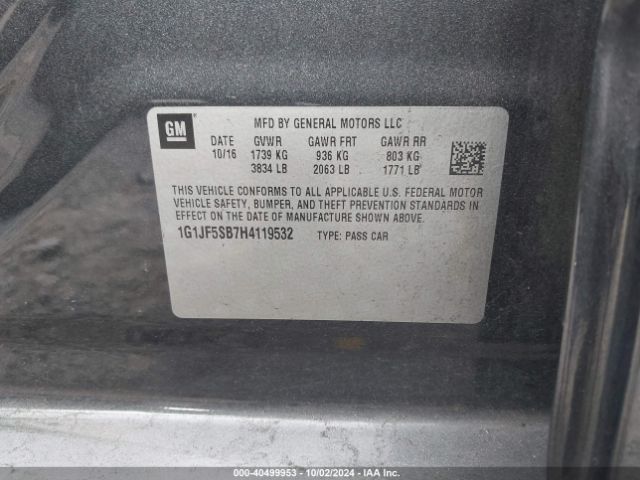 GM
MFD BY GENERAL MOTORS LLC
DATE GVWR GAWR FRT GAWR RR
10/16 1739 KG 936 KG 803 KG
3834 LB 2063 LB 1771 LB
THIS VEHICLE CONFORMS TO ALL APPLICABLE U.S. FEDERAL MOTOR
VEHICLE SAFETY, BUMPER, AND THEFT PREVENTION STANDARDS IN
EFFECT ON THE DATE OF MANUFACTURE SHOWN ABOVE.
1G1JF5SB7H4119532 TYPE: PASS CAR
000-40499953 - 10/02/2024 - IAA Inc.